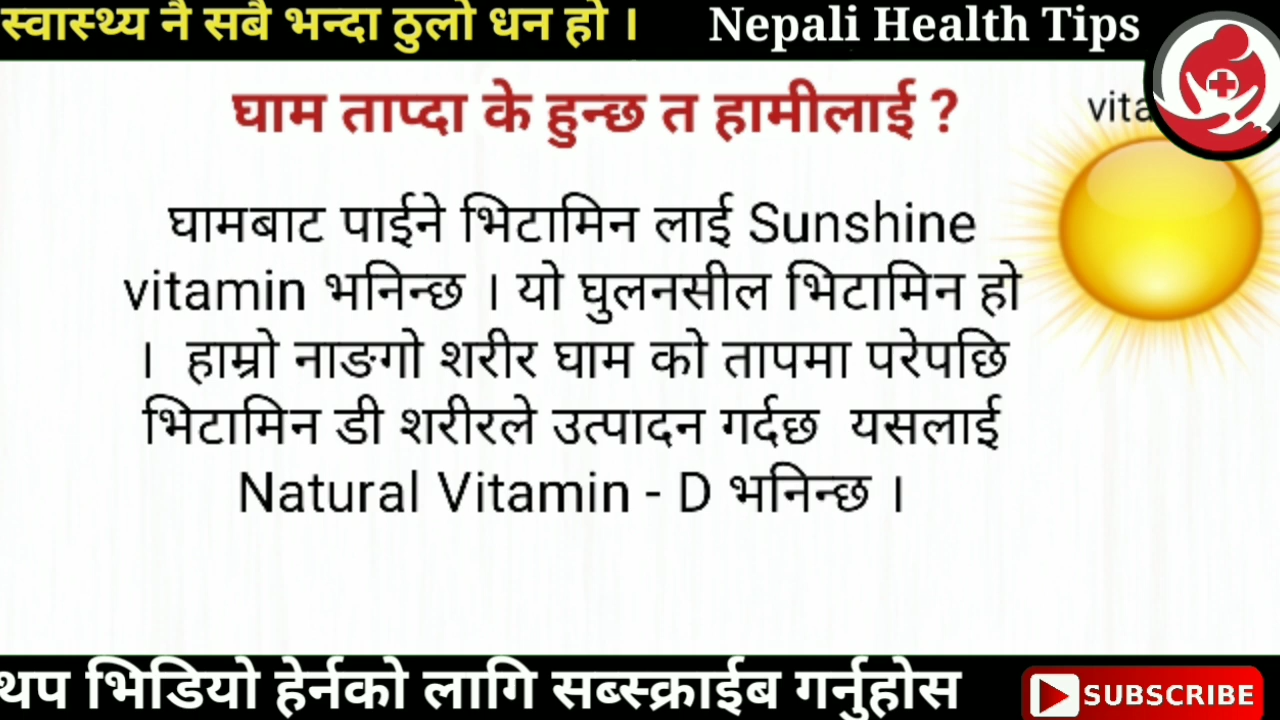 स्वास्थ्य नै सबै भन्दा ठुलो धन हो । Nepali Health Tips
घाम ताप्दा के हुन्छ त हामीलाई ?
घामबाट पाईने भिटामिन लाई Sunshine
vitamin भनिन्छ । यो घुलनसील भिटामिन हो
। हाम्रो नाङगो शरीर घाम को तापमा परेपछि
भिटामिन डी शरीरले उत्पादन गर्दछ यसलाई
Natural Vitamin - D भनिन्छ ।
थप भिडियो हेर्नको लागि सब्स्क्राईब गर्नुहोस
SUBSCRIBE